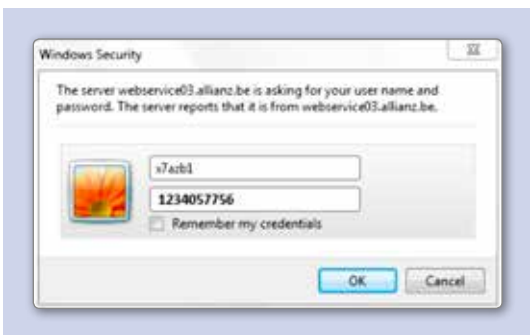 Windows Security
The server webservice03.allianz.be is asking for your user name and
password. The server reports that it is from webservice03.allianz.be.
1234057756
Remember my credentials
OK Cancel